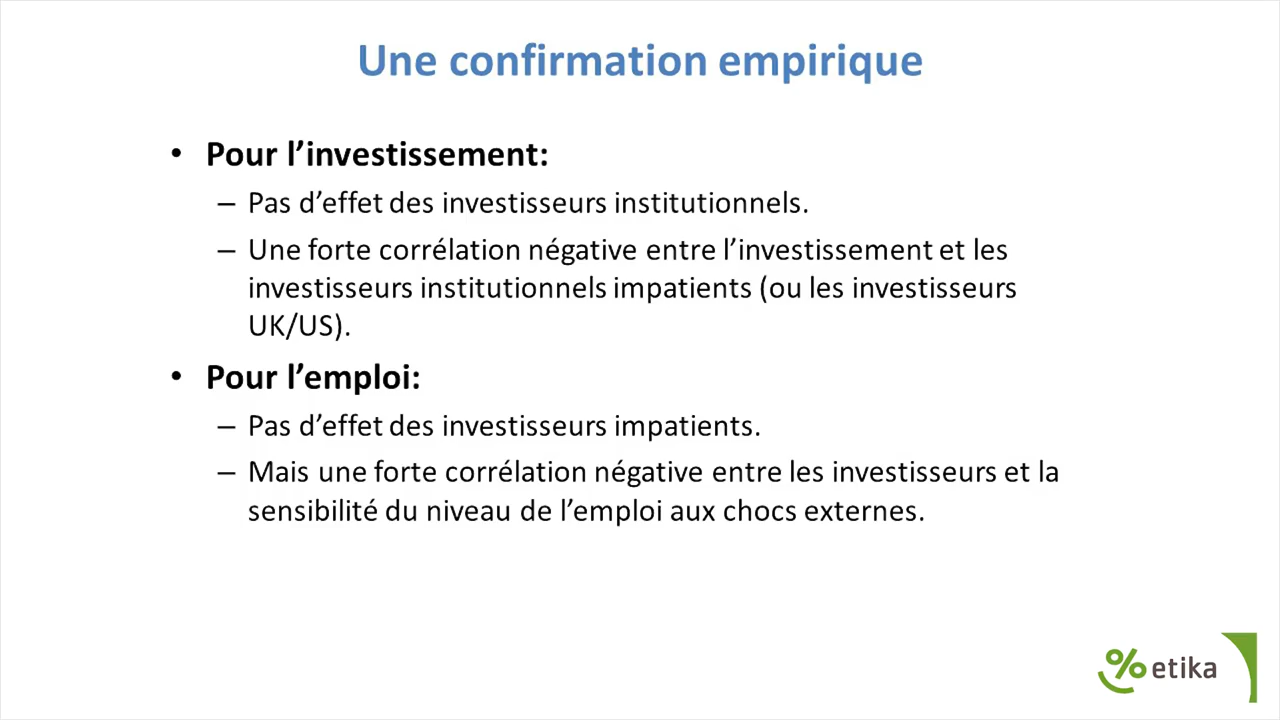 Une confirmation empirique
• Pour l’investissement:
– Pas d’effet des investisseurs institutionnels.
– Une forte corrélation négative entre l’investissement et les
investisseurs institutionnels impatients (ou les investisseurs
UK/US).
• Pour l’emploi:
– Pas d’effet des investisseurs impatients.
– Mais une forte corrélation négative entre les investisseurs et la
sensibilité du niveau de l’emploi aux chocs externes.
% etika